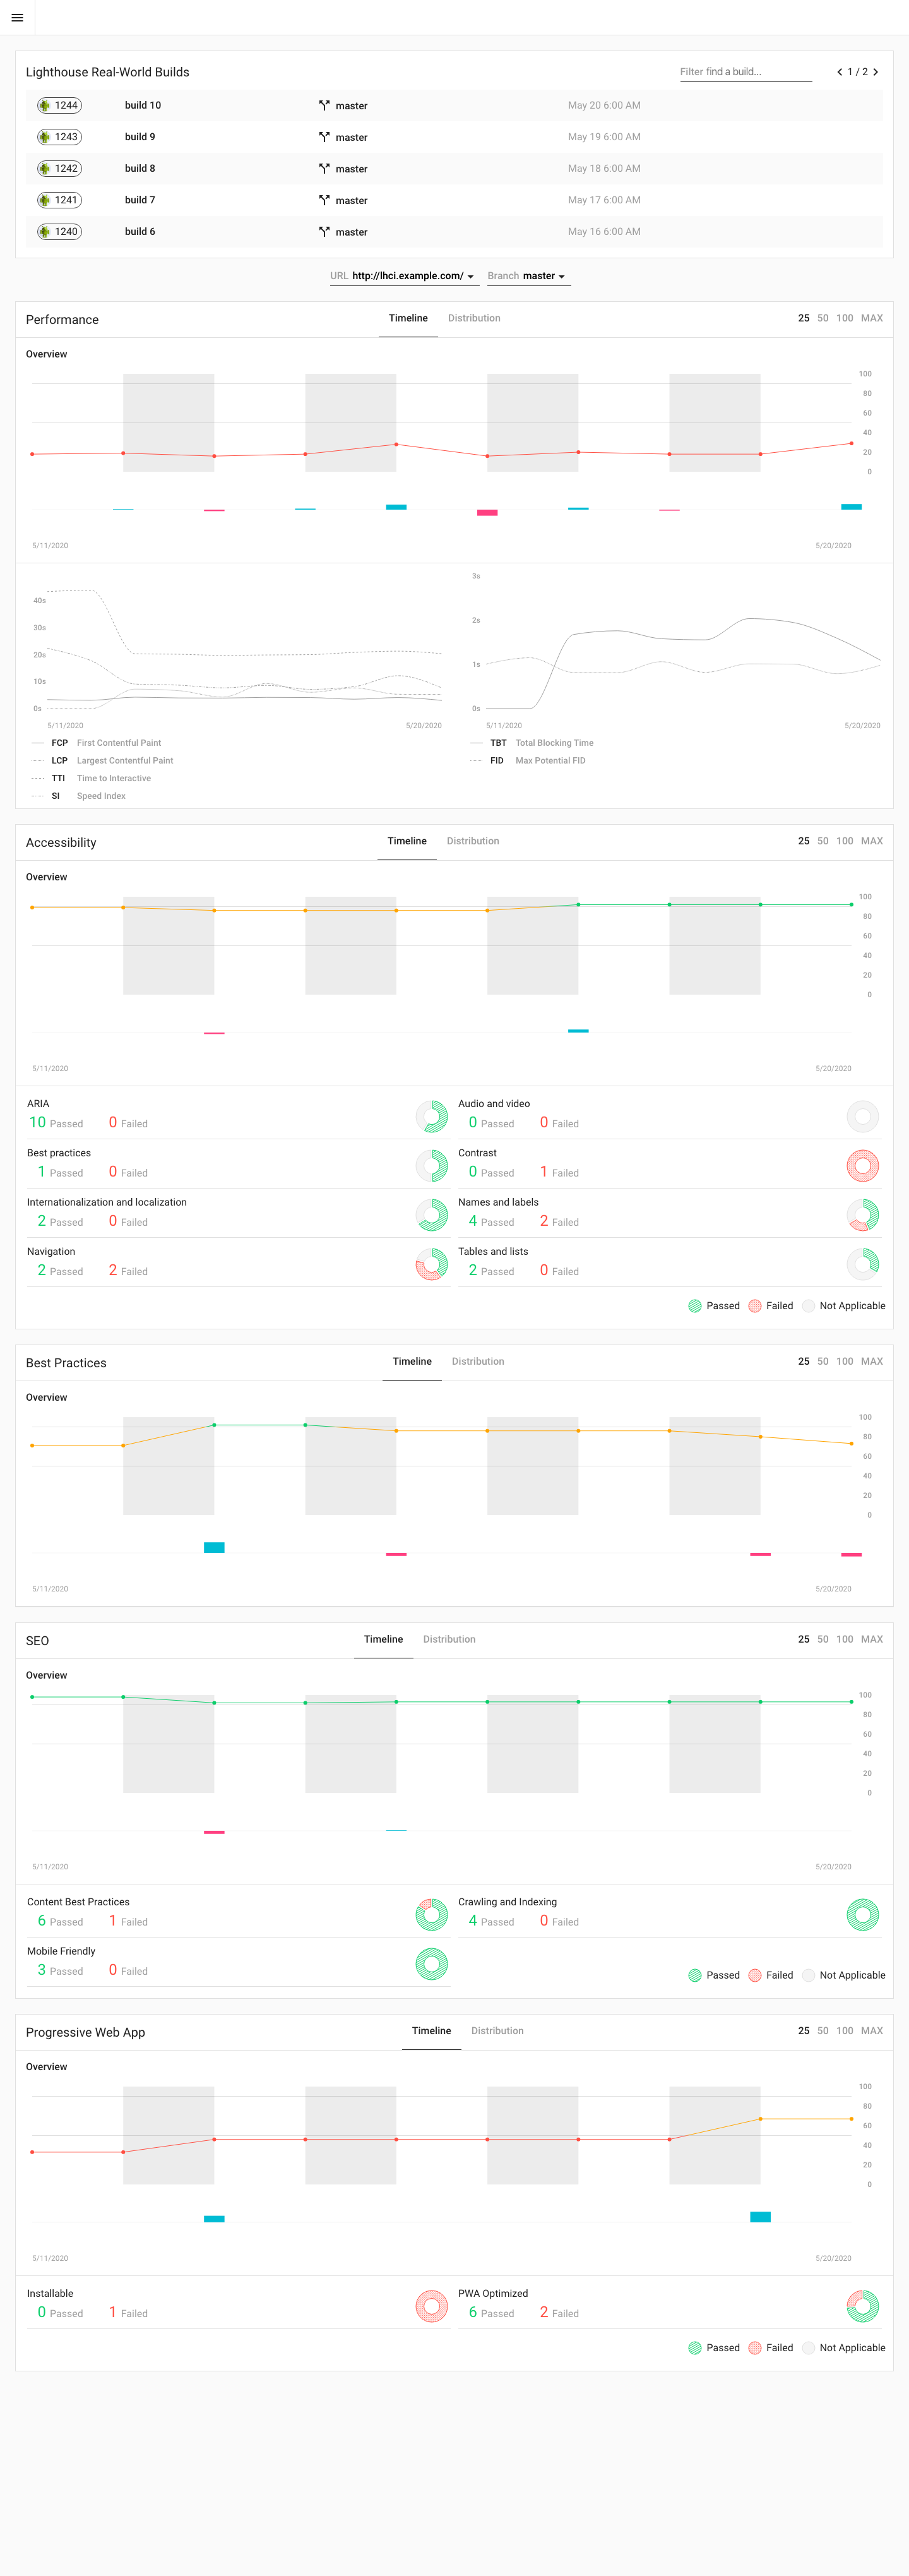 Lighthouse Real-World Builds Filter find a build... 1 / 2
1244 build 10 master May 20 6:00 AM
1243 build 9 master May 19 6:00 AM
1242 build 8 master May 18 6:00 AM
1241 build 7 master May 17 6:00 AM
1240 build 6 master May 16 6:00 AM
URL http://lhci.example.com/ Branch master
Performance Timeline Distribution 25 50 100 MAX
Overview
100
80
60
40
20
0
5/11/2020 5/20/2020
40s
30s
20s
10s
0s
5/11/2020 5/20/2020
FCP First Contentful Paint
LCP Largest Contentful Paint
TTI Time to Interactive
SI Speed Index
3s
2s
1s
0s
5/11/2020 5/20/2020
TBT Total Blocking Time
FID Max Potential FID
Accessibility Timeline Distribution 25 50 100 MAX
Overview
100
80
60
40
20
0
5/11/2020 5/20/2020
ARIA
10 Passed 0 Failed
Audio and video
0 Passed 0 Failed
Best practices
1 Passed 0 Failed
Contrast
0 Passed 1 Failed
Internationalization and localization
2 Passed 0 Failed
Names and labels
4 Passed 2 Failed
Navigation
2 Passed 2 Failed
Tables and lists
2 Passed 0 Failed
Passed Failed Not Applicable
Best Practices Timeline Distribution 25 50 100 MAX
Overview
100
80
60
40
20
0
5/11/2020 5/20/2020
SEO Timeline Distribution 25 50 100 MAX
Overview
100
80
60
40
20
0
5/11/2020 5/20/2020
Content Best Practices
6 Passed 1 Failed
Crawling and Indexing
4 Passed 0 Failed
Mobile Friendly
3 Passed 0 Failed
Passed Failed Not Applicable
Progressive Web App Timeline Distribution 25 50 100 MAX
Overview
100
80
60
40
20
0
5/11/2020 5/20/2020
Installable
0 Passed 1 Failed
PWA Optimized
6 Passed 2 Failed
Passed Failed Not Applicable